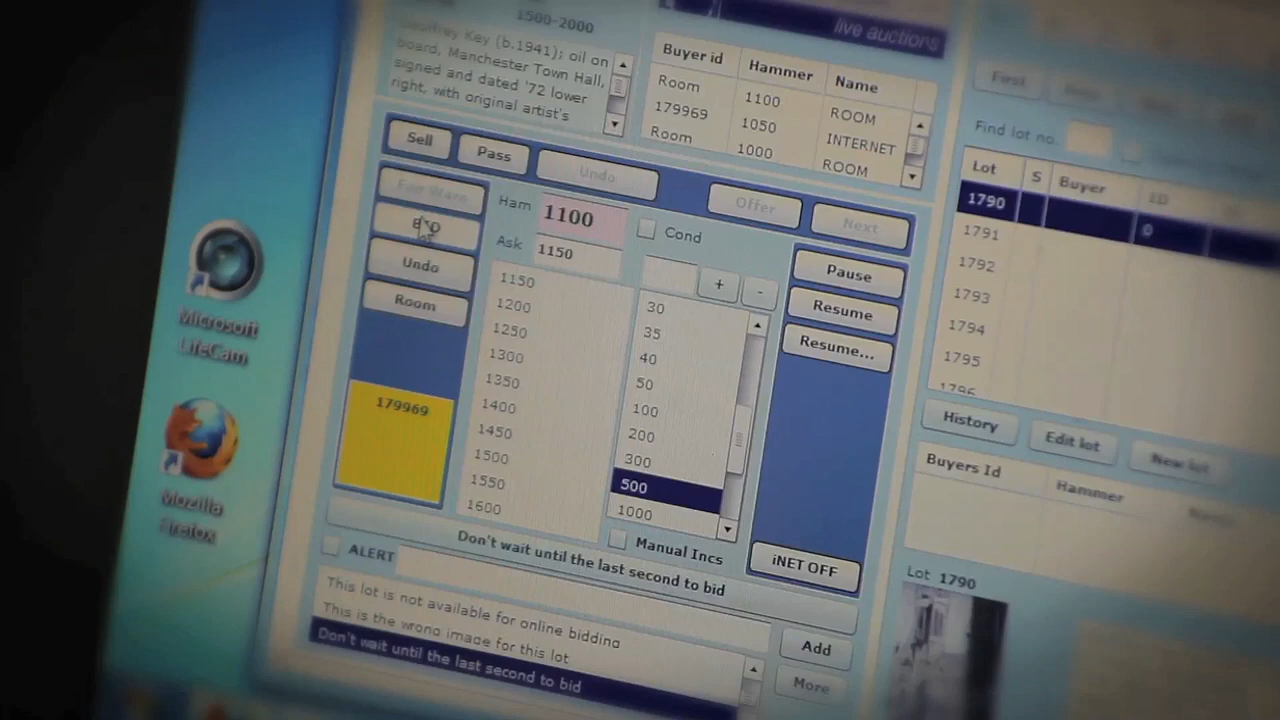 1500-2000
Key (b.1941); oil on
board, Manchester Town Hall,
signed and dated '72 lower
right, with original artist's
live auctions
Buyer id Hammer Name
Room 1100 ROOM
179969 1050 INTERNET
Room 1000 ROOM
First
Find lot no.
Lot S Buyer ID
1790 0
1791
1792
1793
1794
1795
1796
Sell
Pass
Undo
Offer
Next
Fair Warn
Undo
Room
179969
Ham 1100
Ask 1150
Cond
+
-
1150
1200
1250
1300
1350
1400
1450
1500
1550
1600
30
35
40
50
100
200
300
500
1000
Manual Incs
Pause
Resume
Resume...
iNET OFF
History
Edit lot
New lot
Buyers Id Hammer
Lot 1790
Don't wait until the last second to bid
ALERT
This lot is not available for online bidding
This is the wrong image for this lot
Don't wait until the last second to bid
Add
More
Microsoft
LifeCam
Mozilla
Firefox